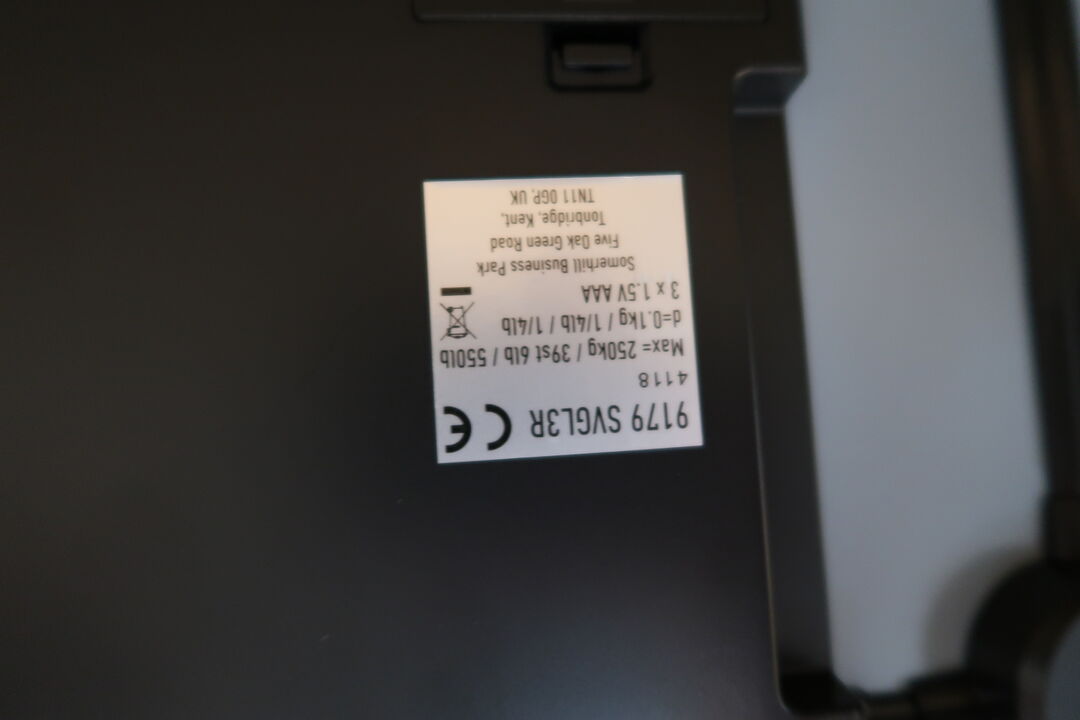 9179 SVGL3R CE
4118
Max= 250kg / 39st 6lb / 550lb
d=0.1kg / 1/4lb / 1/4lb
3 x 1.5V AAA
Somerhill Business Park
Five Oak Green Road
Tonbridge, Kent,
TN11 0GP, UK